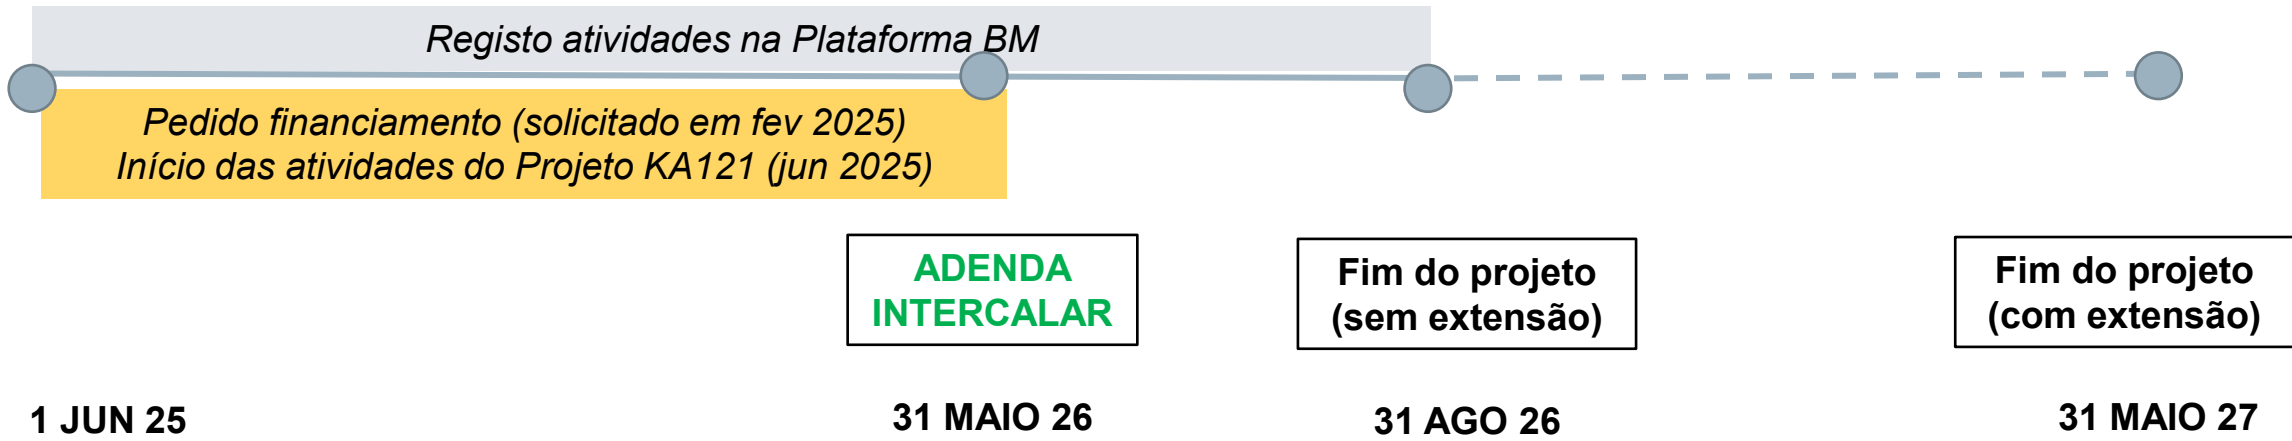 Registo atividades na Plataforma BM
Pedido financiamento (solicitado em fev 2025)
Início das atividades do Projeto KA121 (jun 2025)
ADENDA
INTERCALAR
Fim do projeto
(sem extensão)
Fim do projeto
(com extensão)
1 JUN 25
31 MAIO 26
31 AGO 26
31 MAIO 27